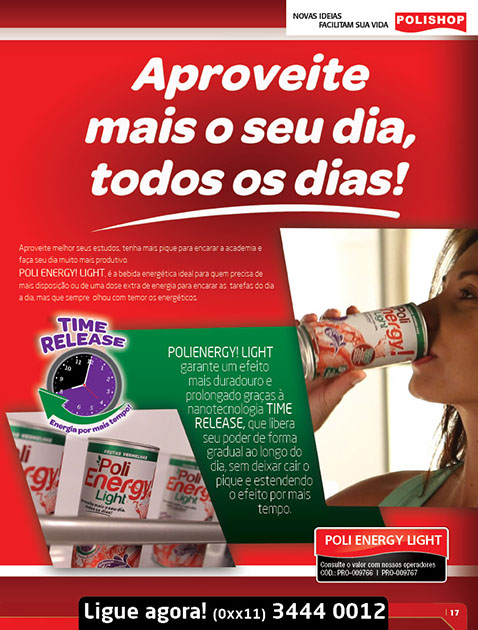 NOVAS IDEIAS
FACILITAM SUA VIDA
POLISHOP
Aproveite
mais o seu dia,
todos os dias!
Aproveite melhor seus estudos, tenha mais pique para encarar a academia e
faça seu dia muito mais produtivo.
POLI ENERGY! LIGHT, é a bebida energética ideal para quem precisa de
mais disposição ou de uma dose extra de energia para encarar as tarefas do dia
a dia, mas que sempre olhou com temor os energéticos.
TIME
RELEASE
Energia por mais tempo!
POLIENERGY! LIGHT
garante um efeito
mais duradouro e
prolongado graças à
nanotecnologia TIME
RELEASE, que libera
seu poder de forma
gradual ao longo do
dia, sem deixar cair o
pique e estendendo
o efeito por mais
tempo.
Poli
Energy!
Light
FRUTAS VERMELHAS
Poli
Energy!
Light
POLI ENERGY LIGHT
Consulte o valor com nossos operadores
CÓD.: PRO-009766 | PRO-009767
17
Ligue agora! (0xx11) 3444 0012